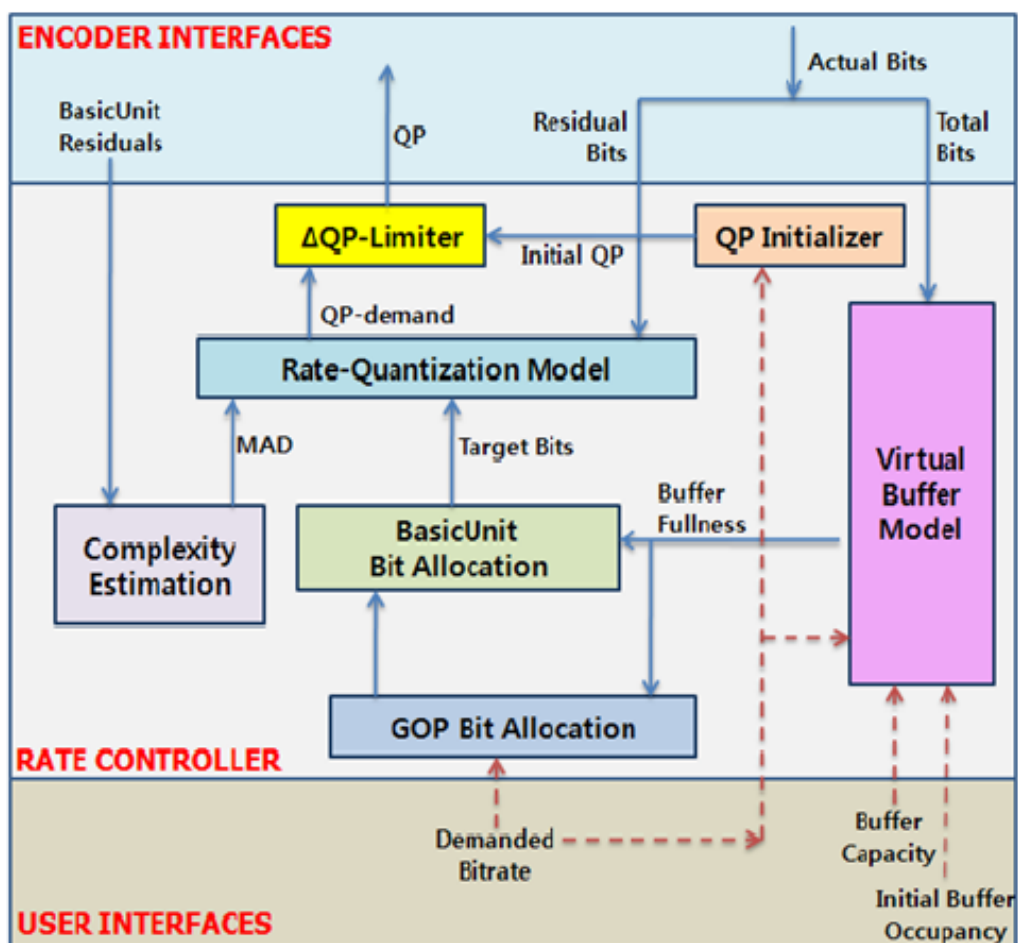 ENCODER INTERFACES
Actual Bits
BasicUnit
Residuals
QP
Residual
Bits
Total
Bits
ΔQP-Limiter
QP Initializer
Initial QP
QP-demand
Rate-Quantization Model
MAD
Target Bits
Virtual
Buffer
Model
Buffer
Fullness
Complexity
Estimation
BasicUnit
Bit Allocation
GOP Bit Allocation
RATE CONTROLLER
Demanded
Bitrate
Buffer
Capacity
Initial Buffer
Occupancy
USER INTERFACES